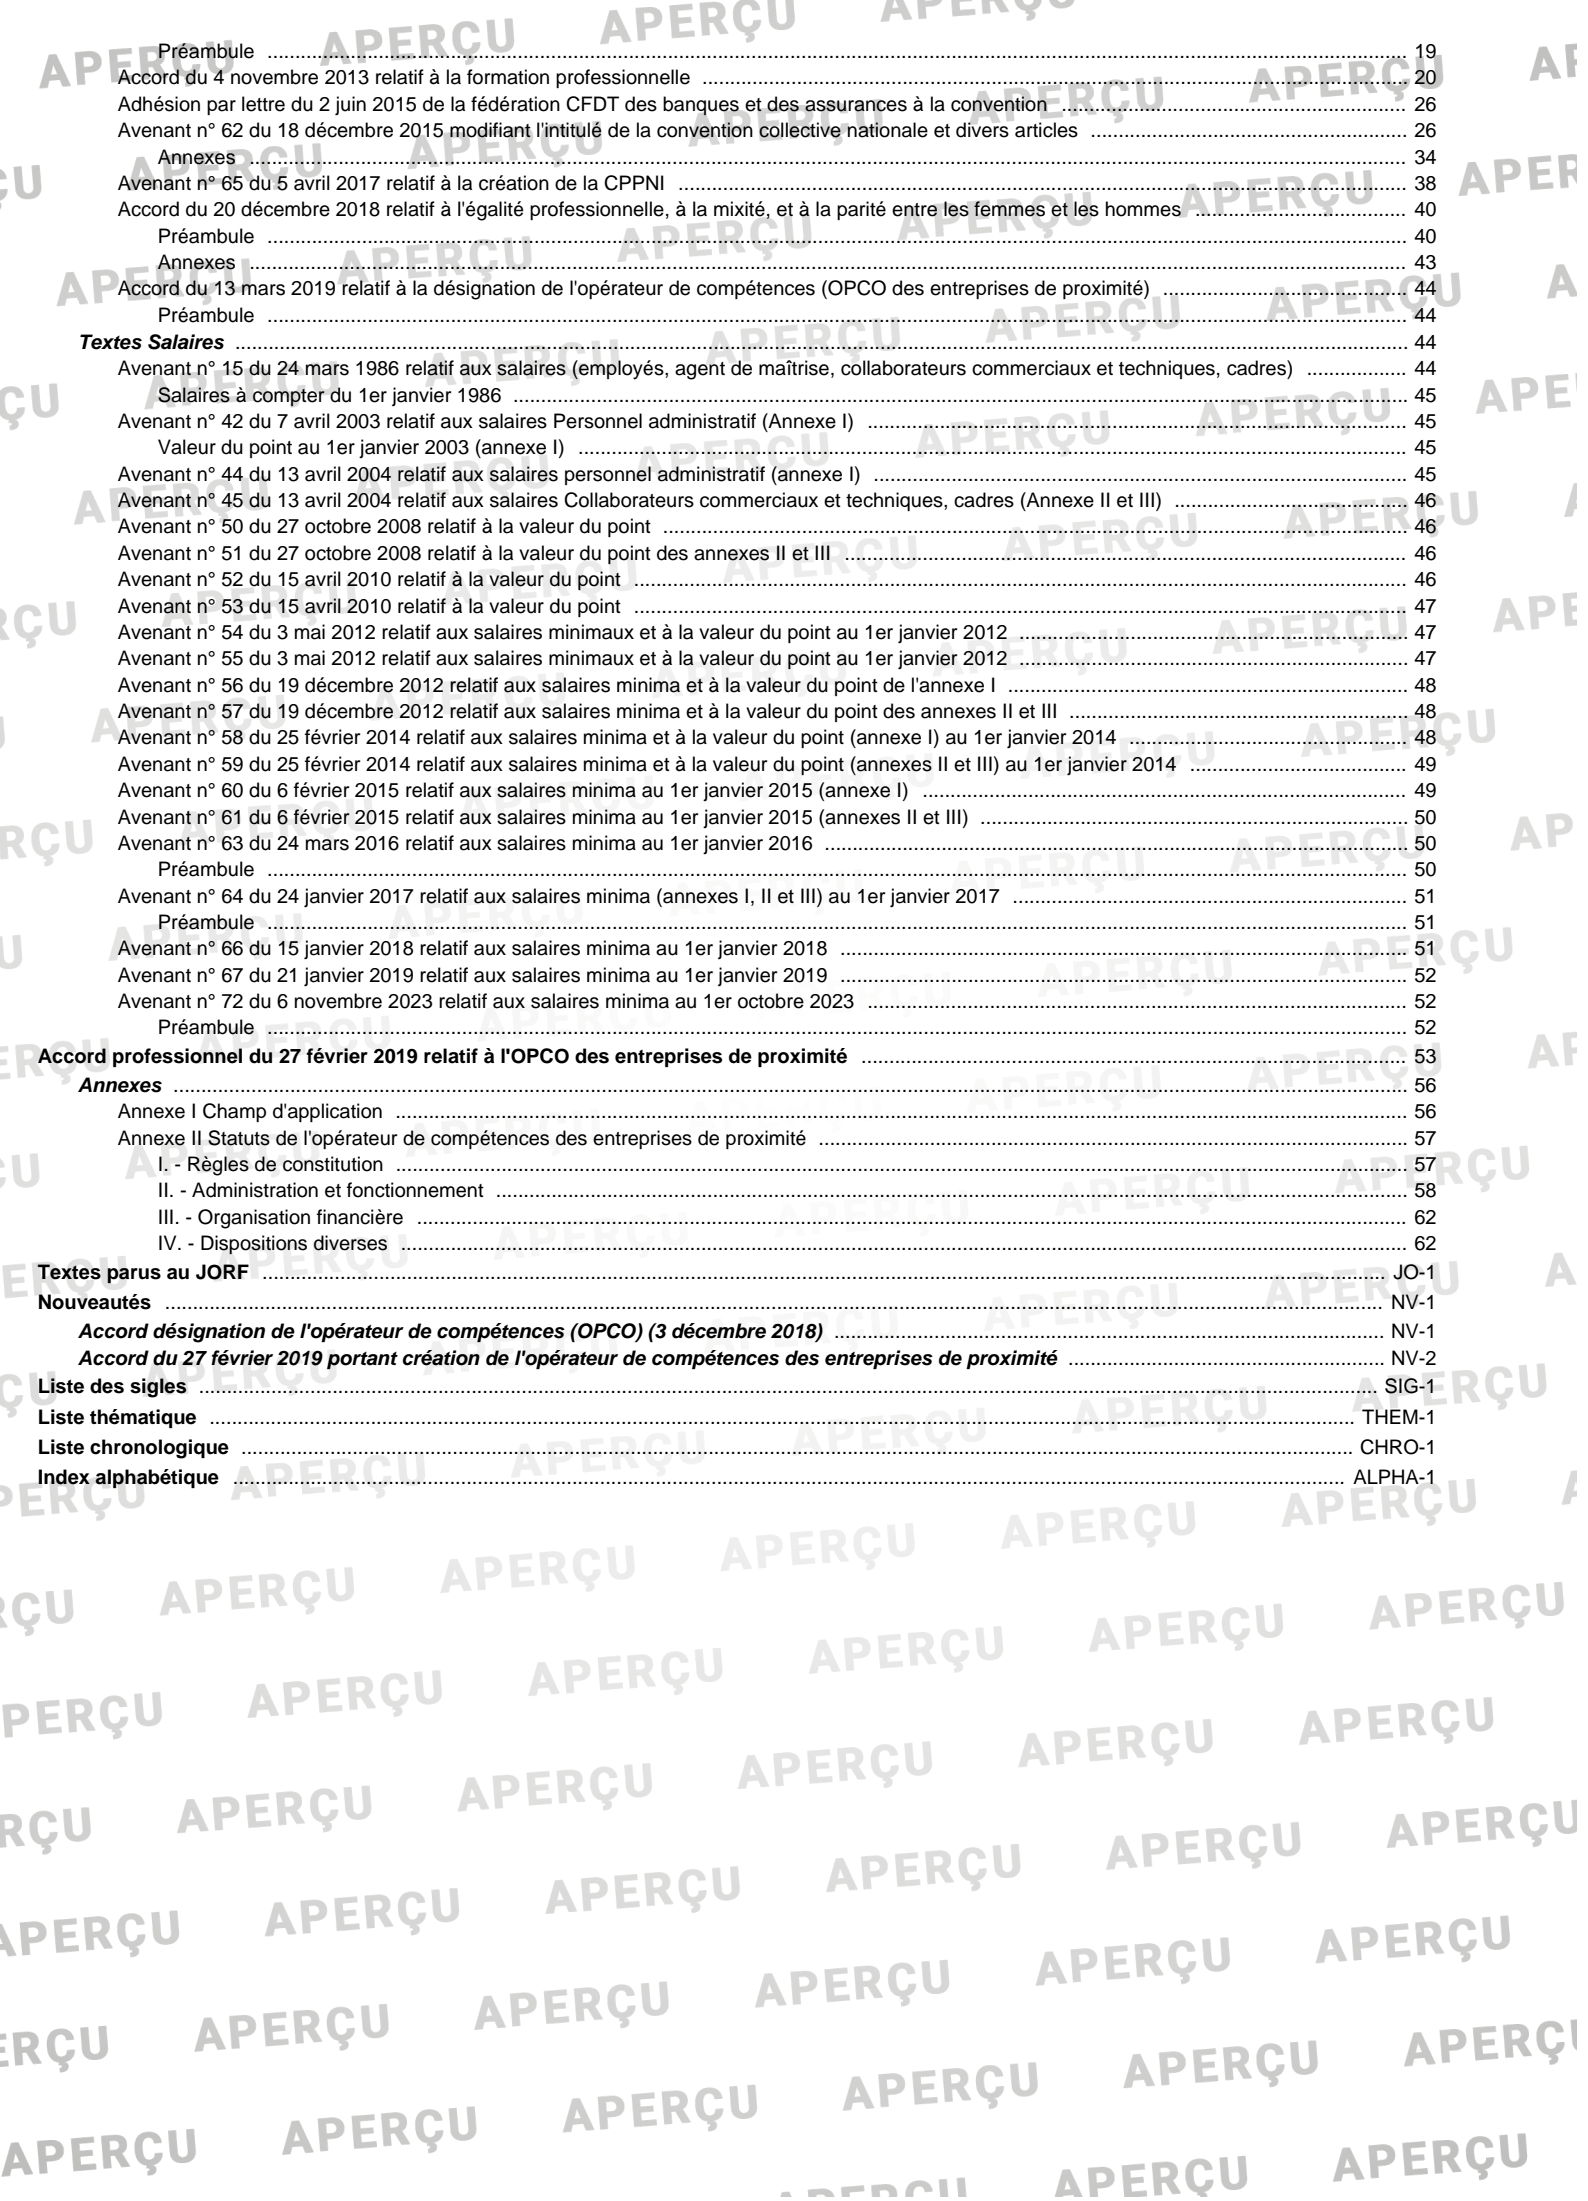 Préambule ... 19
Accord du 4 novembre 2013 relatif à la formation professionnelle ... 20
Adhésion par lettre du 2 juin 2015 de la fédération CFDT des banques et des assurances à la convention ... 26
Avenant n° 62 du 18 décembre 2015 modifiant l'intitulé de la convention collective nationale et divers articles ... 26
Annexes ... 34
Avenant n° 65 du 5 avril 2017 relatif à la création de la CPPNI ... 38
Accord du 20 décembre 2018 relatif à l'égalité professionnelle, à la mixité, et à la parité entre les femmes et les hommes ... 40
Préambule ... 40
Annexes ... 43
Accord du 13 mars 2019 relatif à la désignation de l'opérateur de compétences (OPCO des entreprises de proximité) ... 44
Préambule ... 44
Textes Salaires ... 44
Avenant n° 15 du 24 mars 1986 relatif aux salaires (employés, agent de maîtrise, collaborateurs commerciaux et techniques, cadres) ... 44
Salaires à compter du 1er janvier 1986 ... 45
Avenant n° 42 du 7 avril 2003 relatif aux salaires Personnel administratif (Annexe I) ... 45
Valeur du point au 1er janvier 2003 (annexe I) ... 45
Avenant n° 44 du 13 avril 2004 relatif aux salaires personnel administratif (annexe I) ... 45
Avenant n° 45 du 13 avril 2004 relatif aux salaires Collaborateurs commerciaux et techniques, cadres (Annexe II et III) ... 46
Avenant n° 50 du 27 octobre 2008 relatif à la valeur du point ... 46
Avenant n° 51 du 27 octobre 2008 relatif à la valeur du point des annexes II et III ... 46
Avenant n° 52 du 15 avril 2010 relatif à la valeur du point ... 46
Avenant n° 53 du 15 avril 2010 relatif à la valeur du point ... 47
Avenant n° 54 du 3 mai 2012 relatif aux salaires minimaux et à la valeur du point au 1er janvier 2012 ... 47
Avenant n° 55 du 3 mai 2012 relatif aux salaires minimaux et à la valeur du point au 1er janvier 2012 ... 47
Avenant n° 56 du 19 décembre 2012 relatif aux salaires minima et à la valeur du point de l'annexe I ... 48
Avenant n° 57 du 19 décembre 2012 relatif aux salaires minima et à la valeur du point des annexes II et III ... 48
Avenant n° 58 du 25 février 2014 relatif aux salaires minima et à la valeur du point (annexe I) au 1er janvier 2014 ... 48
Avenant n° 59 du 25 février 2014 relatif aux salaires minima et à la valeur du point (annexes II et III) au 1er janvier 2014 ... 49
Avenant n° 60 du 6 février 2015 relatif aux salaires minima au 1er janvier 2015 (annexe I) ... 49
Avenant n° 61 du 6 février 2015 relatif aux salaires minima au 1er janvier 2015 (annexes II et III) ... 50
Avenant n° 63 du 24 mars 2016 relatif aux salaires minima au 1er janvier 2016 ... 50
Préambule ... 50
Avenant n° 64 du 24 janvier 2017 relatif aux salaires minima (annexes I, II et III) au 1er janvier 2017 ... 51
Préambule ... 51
Avenant n° 66 du 15 janvier 2018 relatif aux salaires minima au 1er janvier 2018 ... 51
Avenant n° 67 du 21 janvier 2019 relatif aux salaires minima au 1er janvier 2019 ... 52
Avenant n° 72 du 6 novembre 2023 relatif aux salaires minima au 1er octobre 2023 ... 52
Préambule ... 52
Accord professionnel du 27 février 2019 relatif à l'OPCO des entreprises de proximité ... 53
Annexes ... 56
Annexe I Champ d'application ... 56
Annexe II Statuts de l'opérateur de compétences des entreprises de proximité ... 57
I. - Règles de constitution ... 57
II. - Administration et fonctionnement ... 58
III. - Organisation financière ... 62
IV. - Dispositions diverses ... 62
Textes parus au JORF ... JO-1
Nouveautés ... NV-1
Accord désignation de l'opérateur de compétences (OPCO) (3 décembre 2018) ... NV-1
Accord du 27 février 2019 portant création de l'opérateur de compétences des entreprises de proximité ... NV-2
Liste des sigles ... SIG-1
Liste thématique ... THEM-1
Liste chronologique ... CHRO-1
Index alphabétique ... ALPHA-1
APERÇU